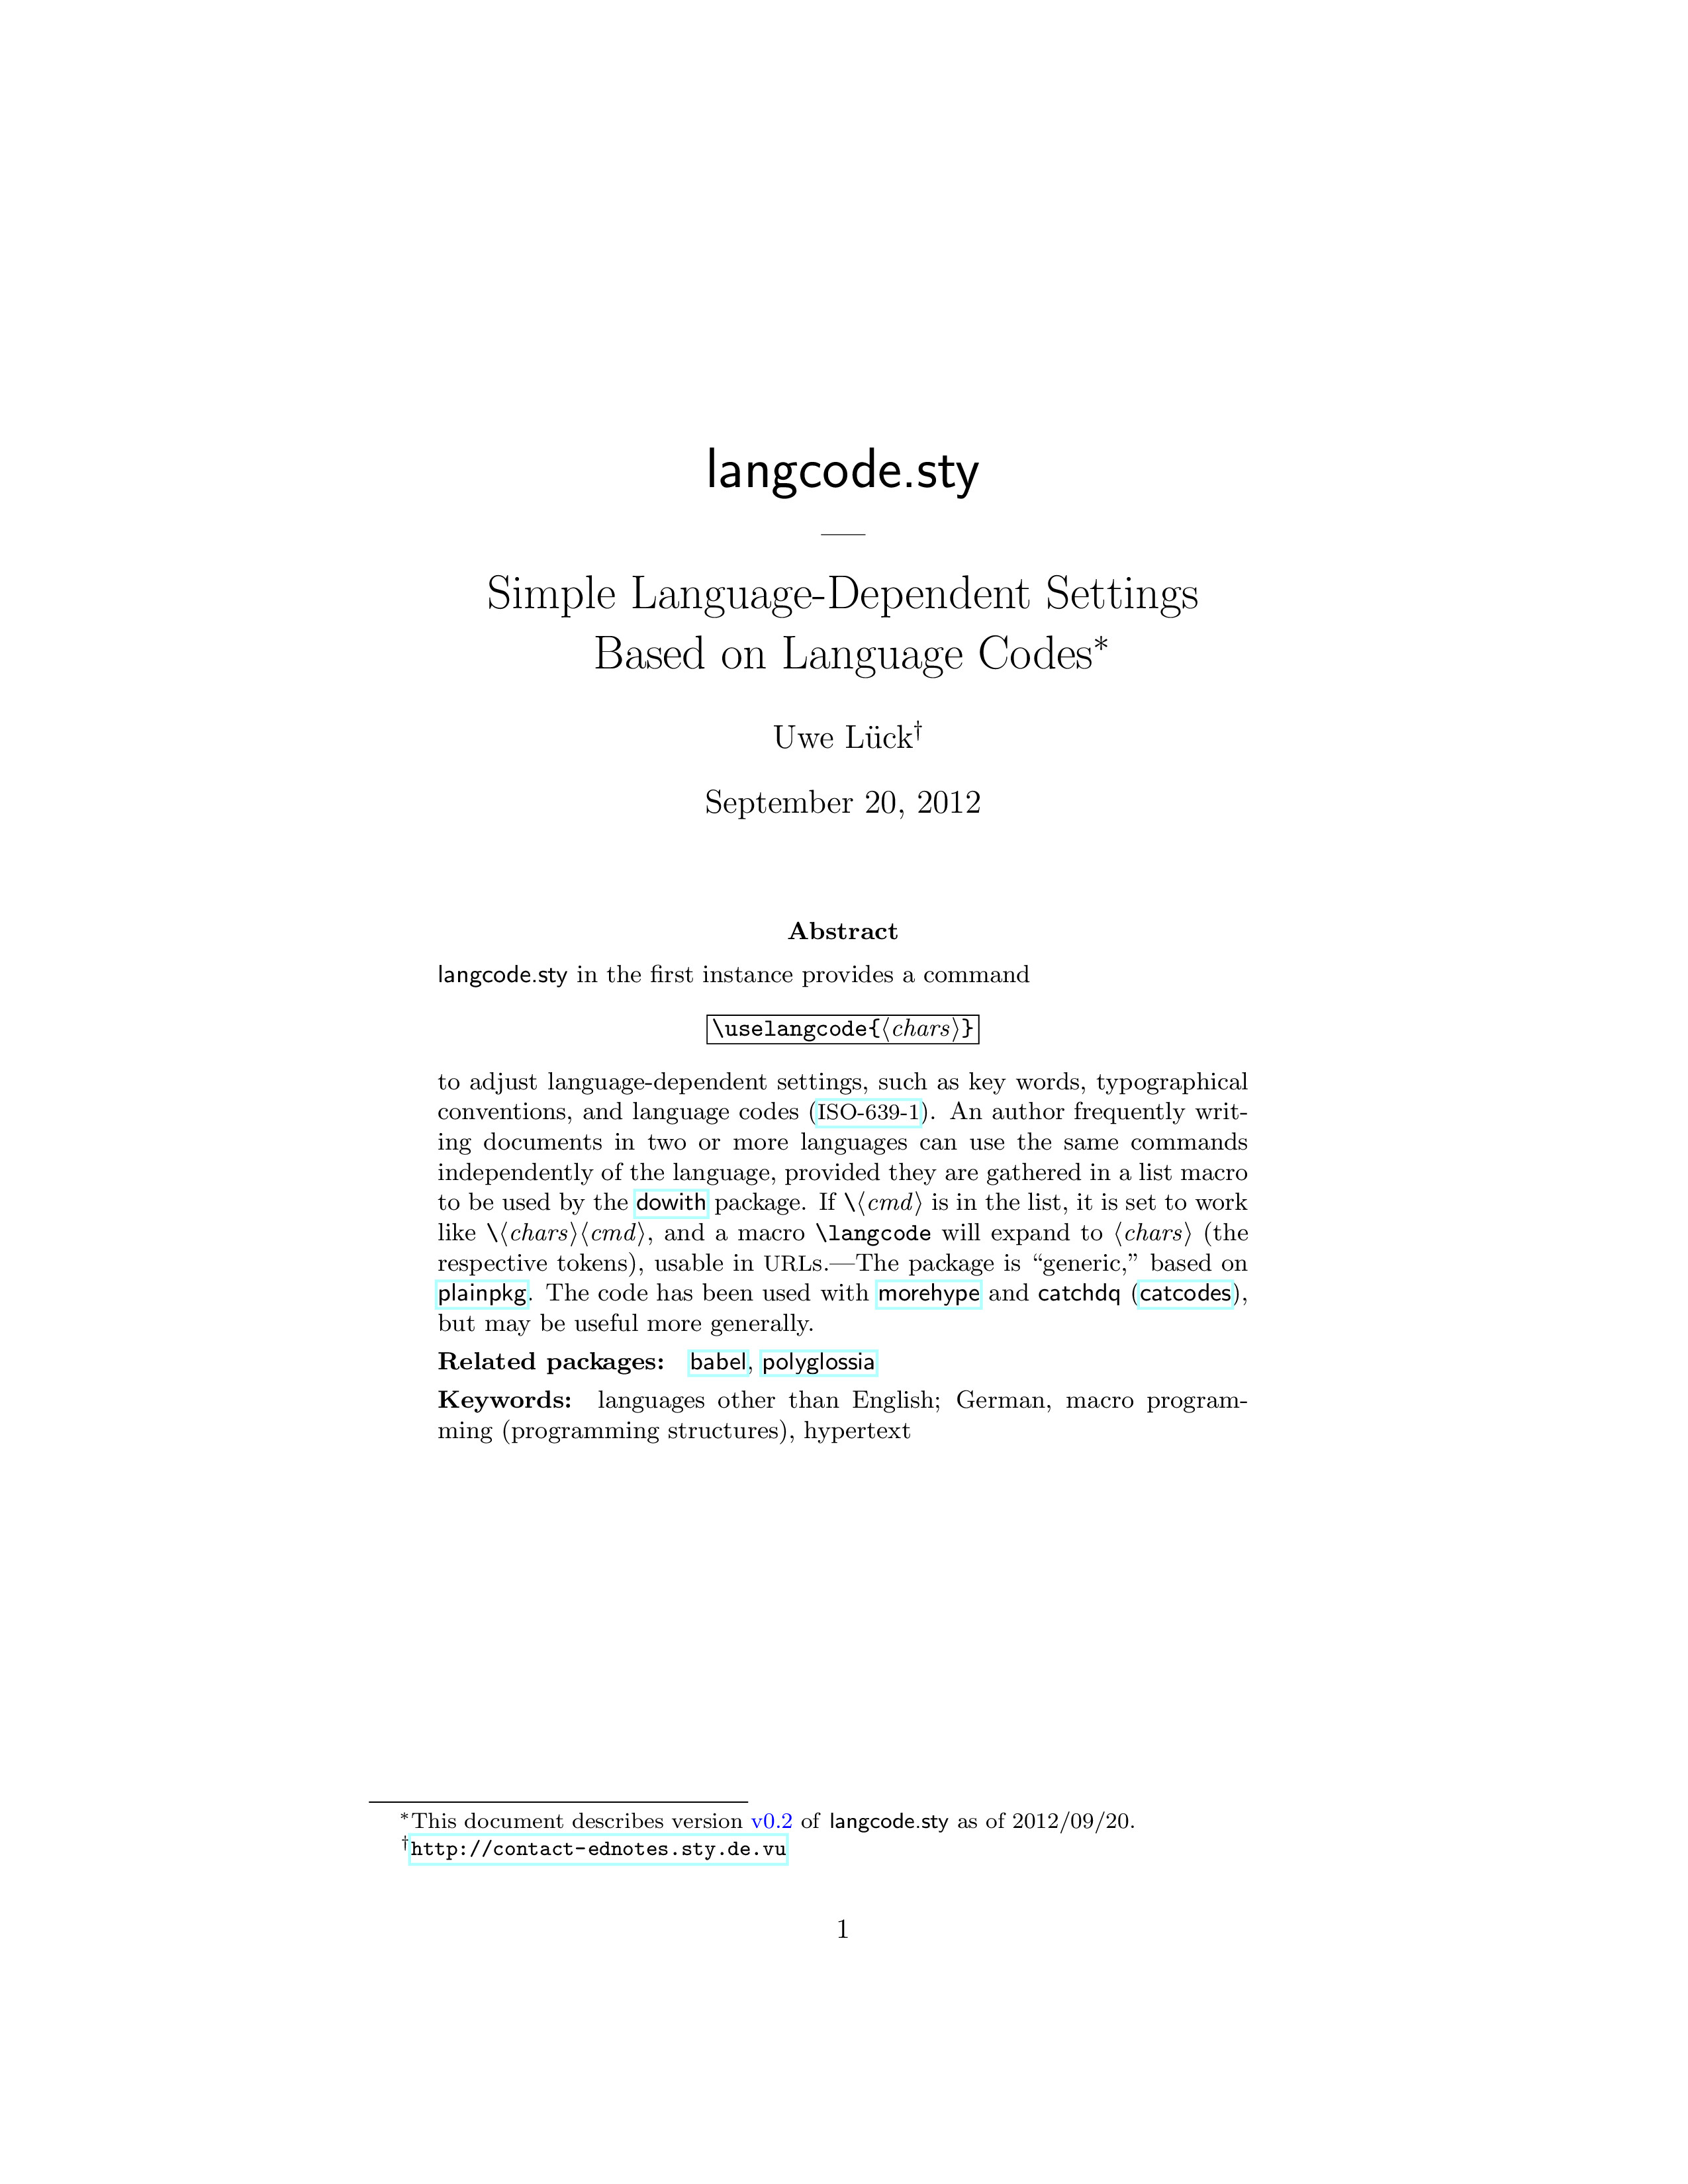 langcode.sty
—
Simple Language-Dependent Settings
Based on Language Codes*
Uwe Lück†
September 20, 2012
Abstract
langcode.sty in the first instance provides a command
\uselangcode{⟨chars⟩}
to adjust language-dependent settings, such as key words, typographical
conventions, and language codes (ISO-639-1). An author frequently writ-
ing documents in two or more languages can use the same commands
independently of the language, provided they are gathered in a list macro
to be used by the dowith package. If \⟨cmd⟩ is in the list, it is set to work
like \⟨chars⟩⟨cmd⟩, and a macro \langcode will expand to ⟨chars⟩ (the
respective tokens), usable in URLs.—The package is “generic,” based on
plainpkg. The code has been used with morehype and catchdq (catcodes),
but may be useful more generally.
Related packages: babel, polyglossia
Keywords: languages other than English; German, macro program-
ming (programming structures), hypertext
*This document describes version v0.2 of langcode.sty as of 2012/09/20.
†http://contact-ednotes.sty.de.vu
1